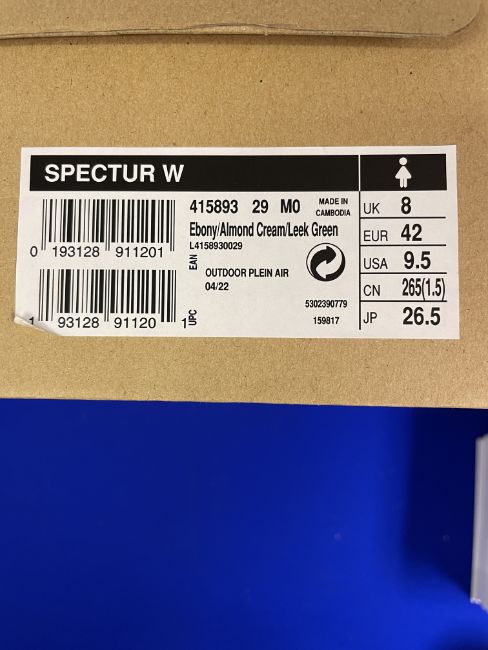 SPECTUR W
415893 29 M0
MADE IN
CAMBODIA
Ebony/Almond Cream/Leek Green
L4158930029
0 193128 911201
EAN
OUTDOOR PLEIN AIR
04/22
5302390779
159817
1 93128 91120 1
UPC
UK 8
EUR 42
USA 9.5
CN 265(1.5)
JP 26.5